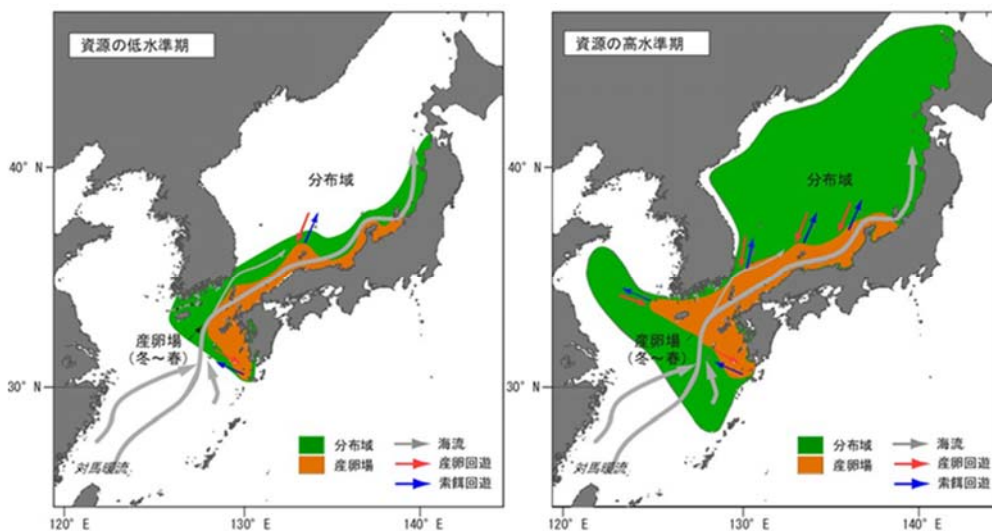 資源の低水準期
40° N
分布域
産卵場
(冬〜春)
30° N
対馬暖流
分布域
産卵場
海流
産卵回遊
索餌回遊
120° E
130° E
140° E
資源の高水準期
40° N
分布域
産卵場
(冬〜春)
30° N
対馬暖流
分布域
産卵場
海流
産卵回遊
索餌回遊
120° E
130° E
140° E